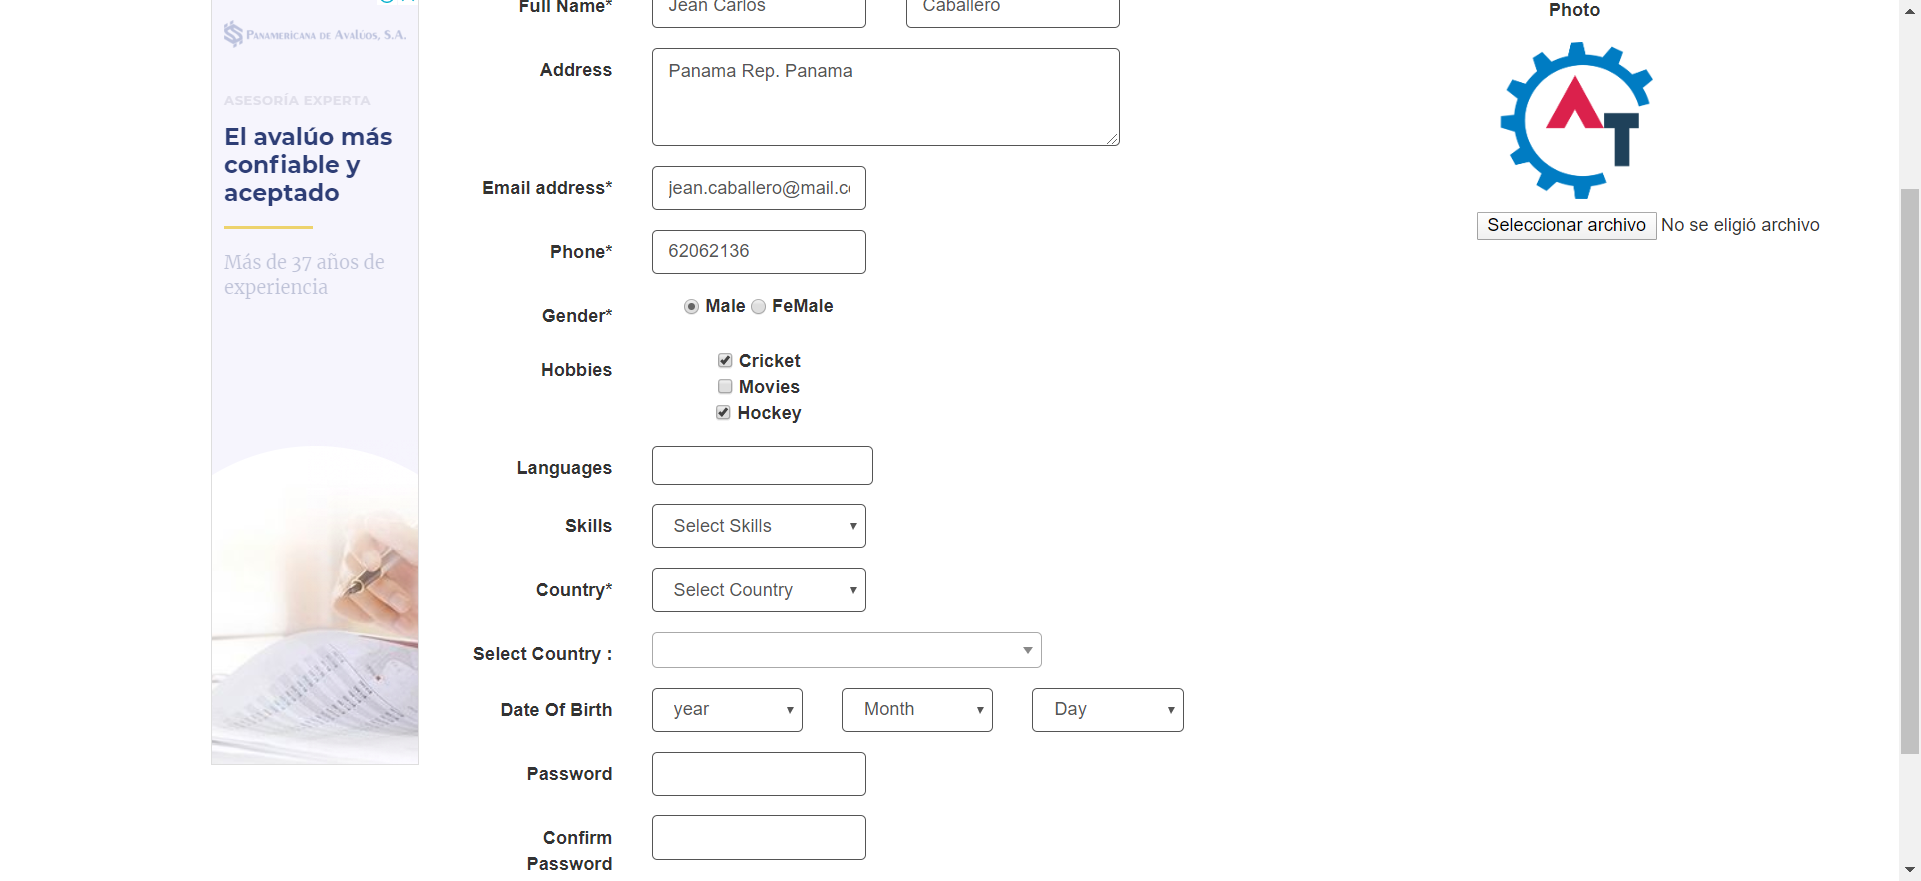 PANAMERICANA DE AVALÚOS, S.A.
ASESORÍA EXPERTA
El avalúo más
confiable y
aceptado
Más de 37 años de
experiencia
Full Name* Jean Carlos Caballero
Address Panama Rep. Panama
Email address* jean.caballero@mail.c
Phone* 62062136
Gender* Male FeMale
Hobbies Cricket
Movies
Hockey
Languages
Skills Select Skills
Country* Select Country
Select Country :
Date Of Birth year Month Day
Password
Confirm
Password
Photo
AT
Seleccionar archivo No se eligió archivo